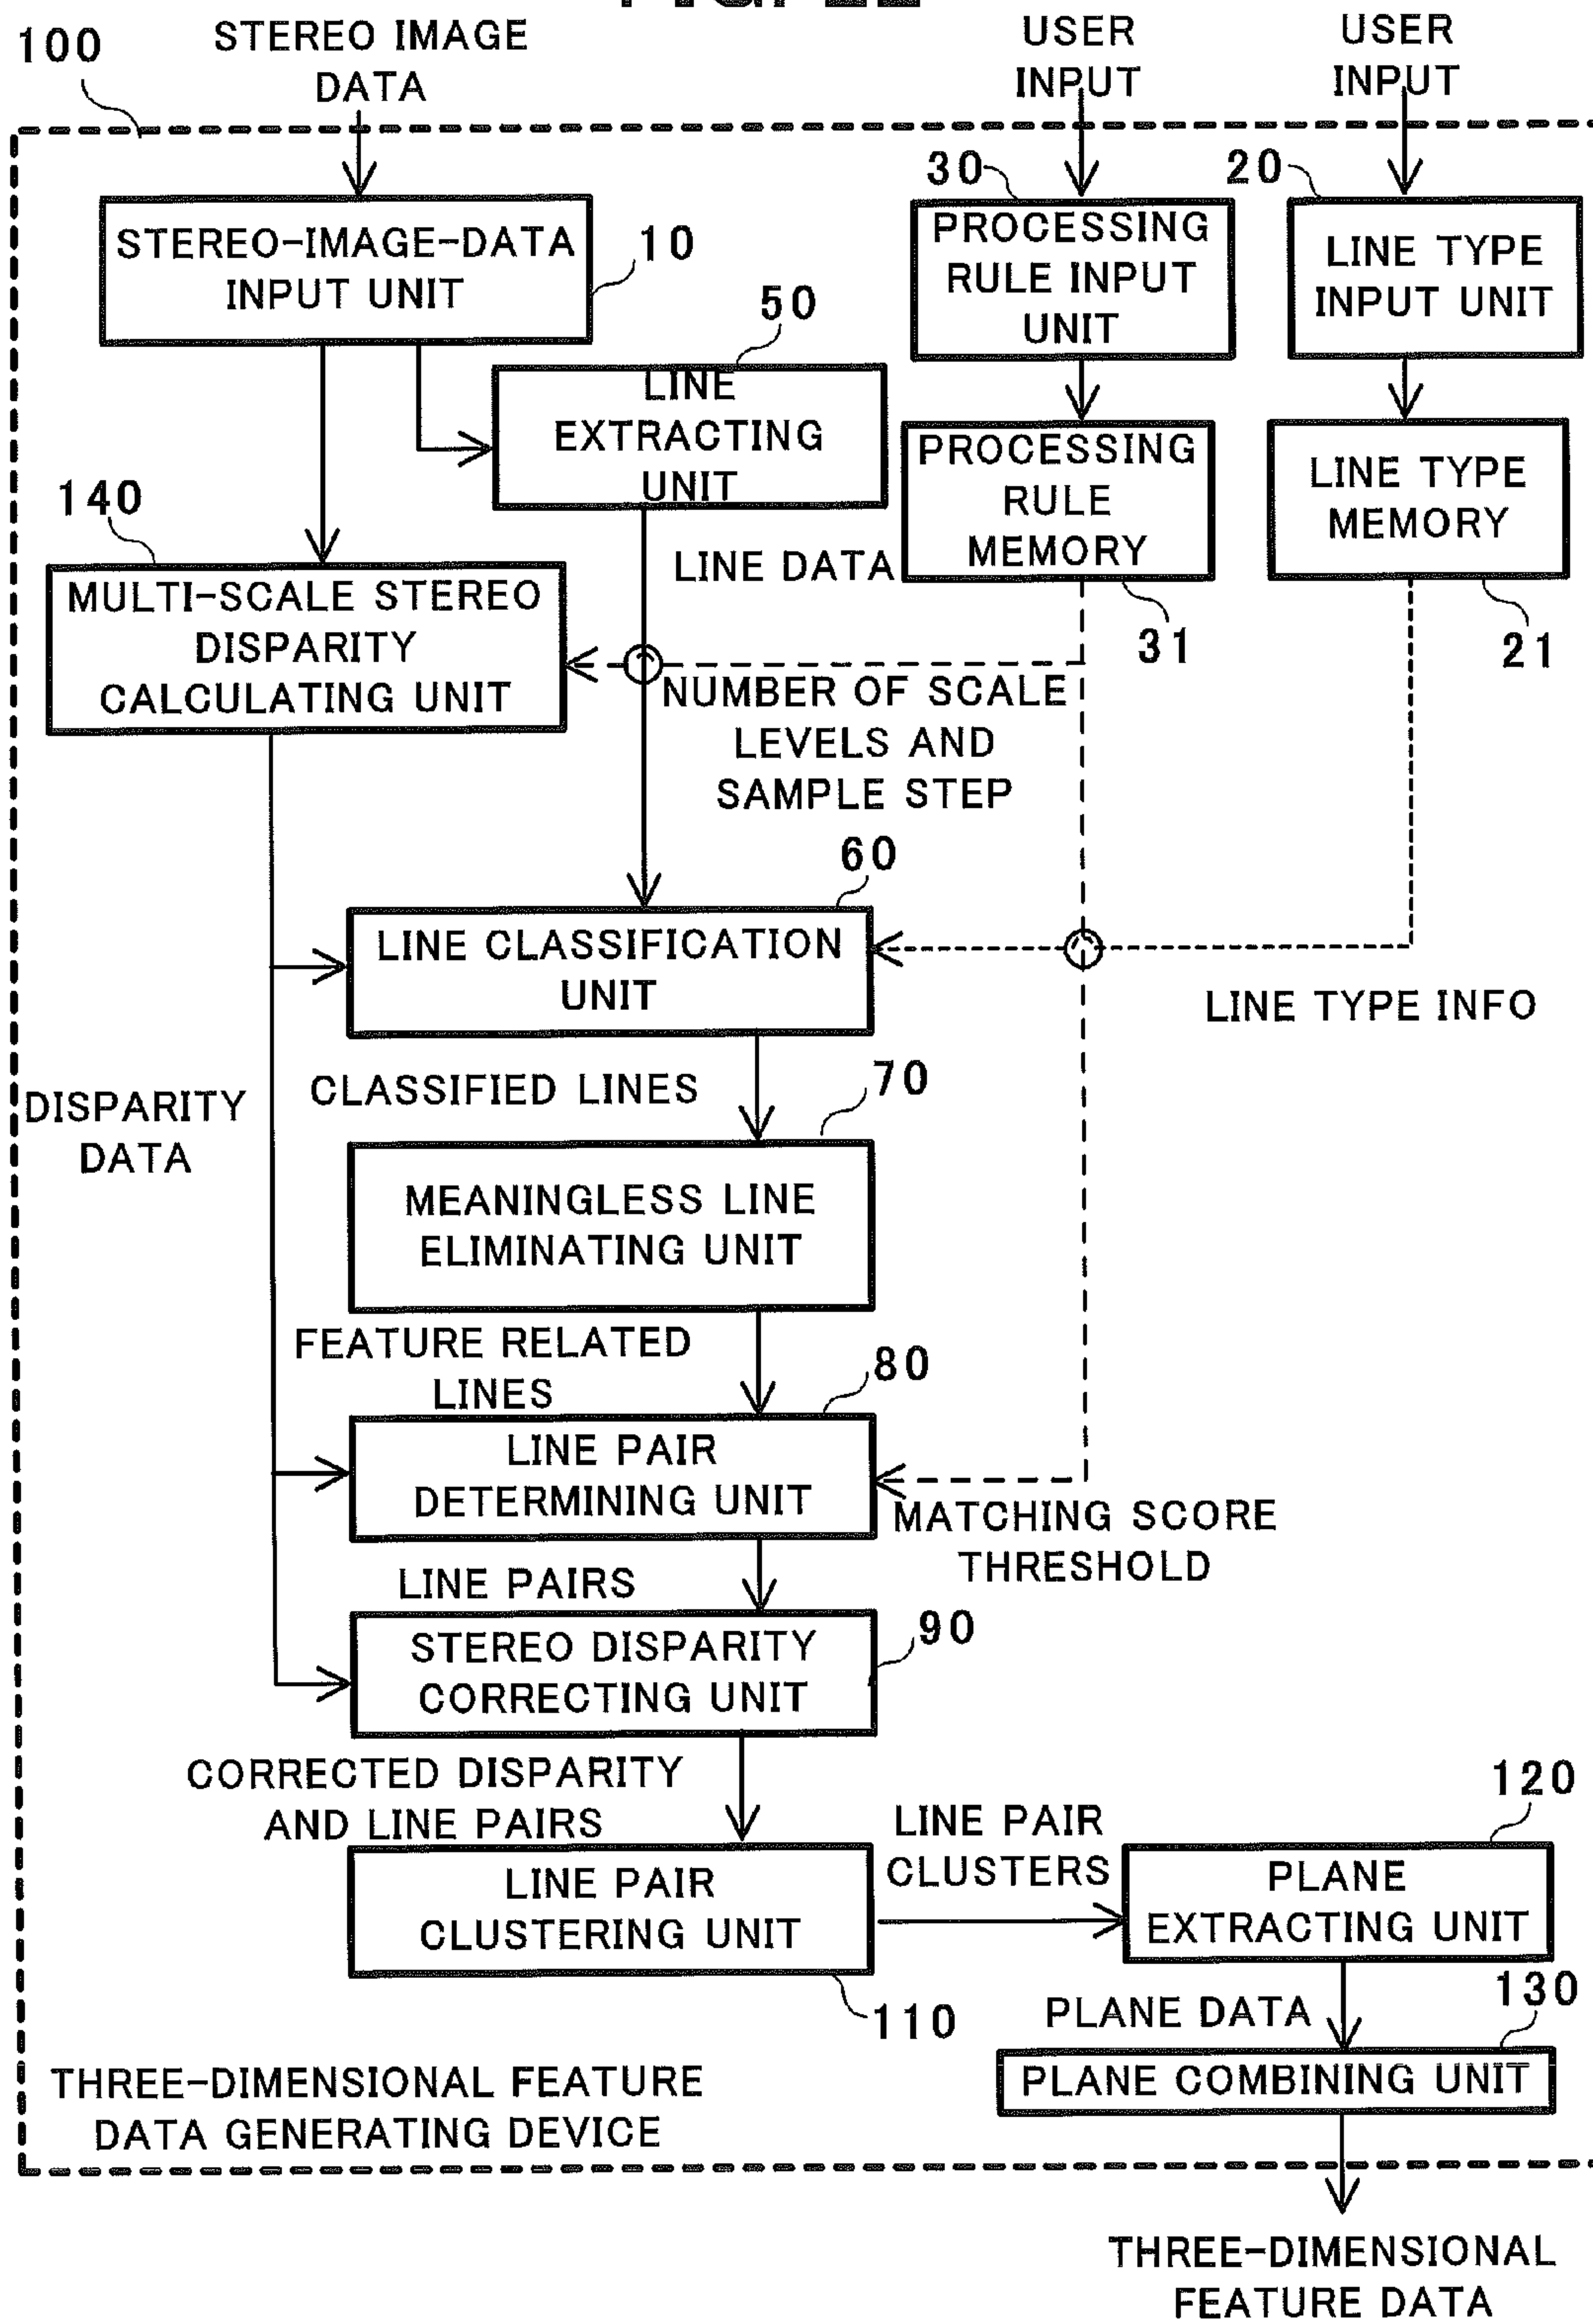 100
STEREO IMAGE
DATA
USER
INPUT
USER
INPUT
STEREO-IMAGE-DATA
INPUT UNIT
10
30
PROCESSING
RULE INPUT
UNIT
20
LINE TYPE
INPUT UNIT
50
LINE
EXTRACTING
UNIT
PROCESSING
RULE
MEMORY
31
LINE TYPE
MEMORY
21
140
MULTI-SCALE STEREO
DISPARITY
CALCULATING UNIT
LINE DATA
NUMBER OF SCALE
LEVELS AND
SAMPLE STEP
60
LINE CLASSIFICATION
UNIT
LINE TYPE INFO
DISPARITY
DATA
CLASSIFIED LINES
70
MEANINGLESS LINE
ELIMINATING UNIT
FEATURE RELATED
LINES
80
LINE PAIR
DETERMINING UNIT
MATCHING SCORE
THRESHOLD
LINE PAIRS
90
STEREO DISPARITY
CORRECTING UNIT
CORRECTED DISPARITY
AND LINE PAIRS
LINE PAIR
CLUSTERING UNIT
110
LINE PAIR
CLUSTERS
120
PLANE
EXTRACTING UNIT
PLANE DATA
130
PLANE COMBINING UNIT
THREE-DIMENSIONAL FEATURE
DATA GENERATING DEVICE
THREE-DIMENSIONAL
FEATURE DATA